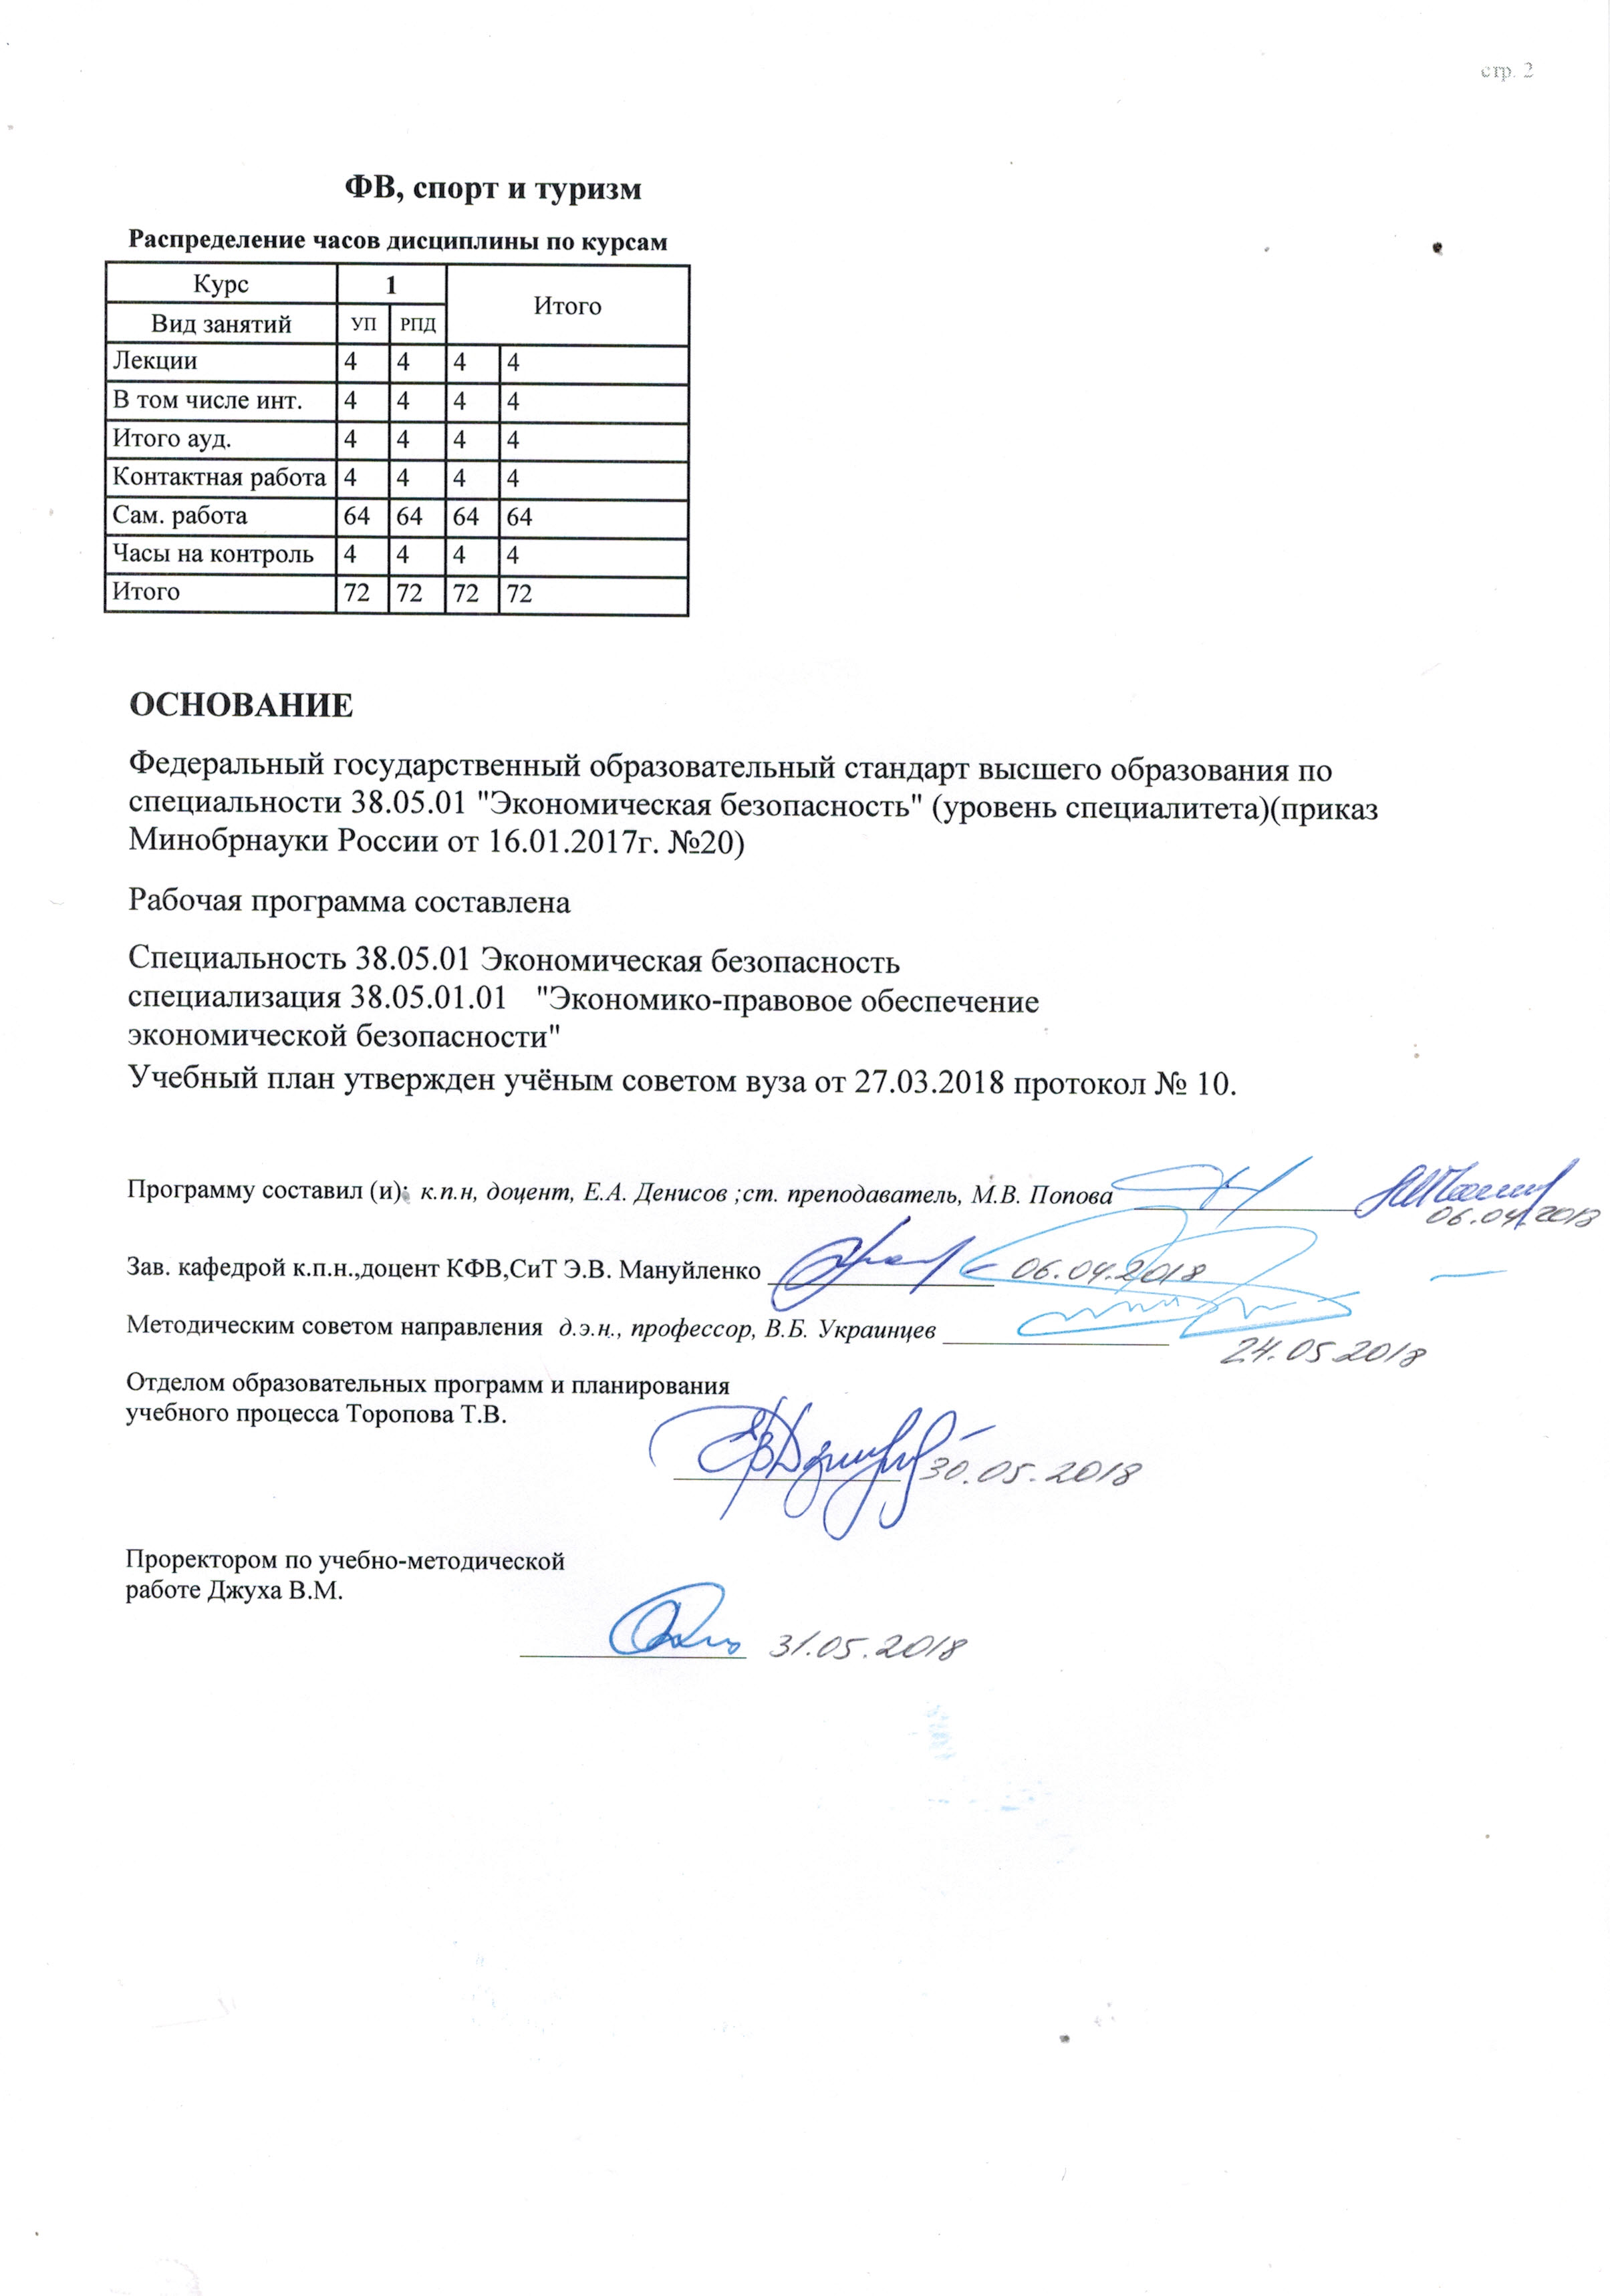 стр. 2
ФВ, спорт и туризм
Распределение часов дисциплины по курсам
Курс 1 Итого
Вид занятий УП РПД
Лекции 4 4 4 4
В том числе инт. 4 4 4 4
Итого ауд. 4 4 4 4
Контактная работа 4 4 4 4
Сам. работа 64 64 64 64
Часы на контроль 4 4 4 4
Итого 72 72 72 72
ОСНОВАНИЕ
Федеральный государственный образовательный стандарт высшего образования по
специальности 38.05.01 "Экономическая безопасность" (уровень специалитета)(приказ
Минобрнауки России от 16.01.2017г. №20)
Рабочая программа составлена
Специальность 38.05.01 Экономическая безопасность
специализация 38.05.01.01 "Экономико-правовое обеспечение
экономической безопасности"
Учебный план утвержден учёным советом вуза от 27.03.2018 протокол № 10.
Программу составил (и): к.п.н, доцент, Е.А. Денисов ;ст. преподаватель, М.В. Попова
06.04.2018
Зав. кафедрой к.п.н.,доцент КФВ,СиТ Э.В. Мануйленко 06.04.2018
Методическим советом направления д.э.н., профессор, В.Б. Украинцев
24.05.2018
Отделом образовательных программ и планирования
учебного процесса Торопова Т.В.
30.05.2018
Проректором по учебно-методической
работе Джуха В.М.
31.05.2018